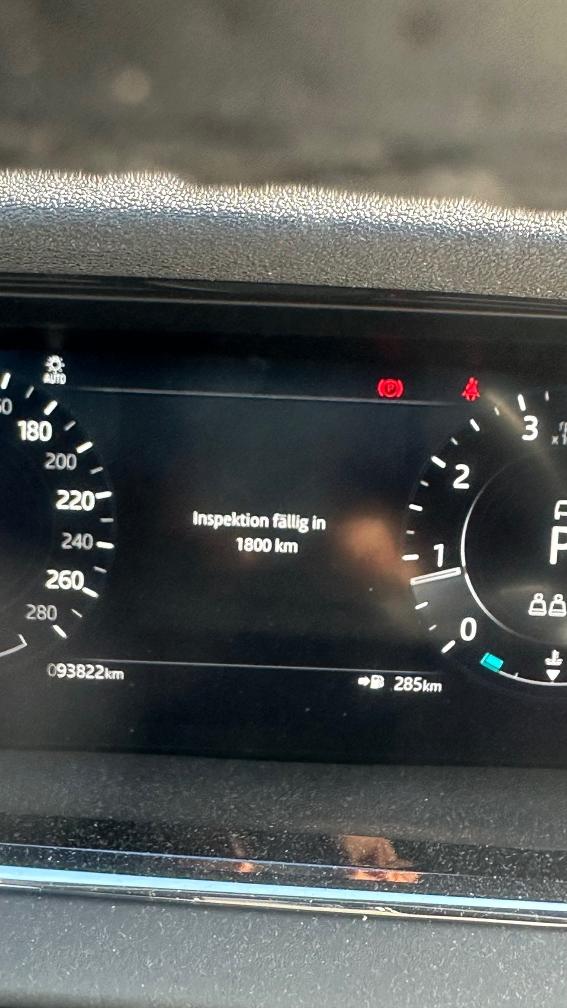 AUTO
180
200
220
240
260
280
Inspektion fällig in
1800 km
093822km
285km
P
3
2
1
0
P